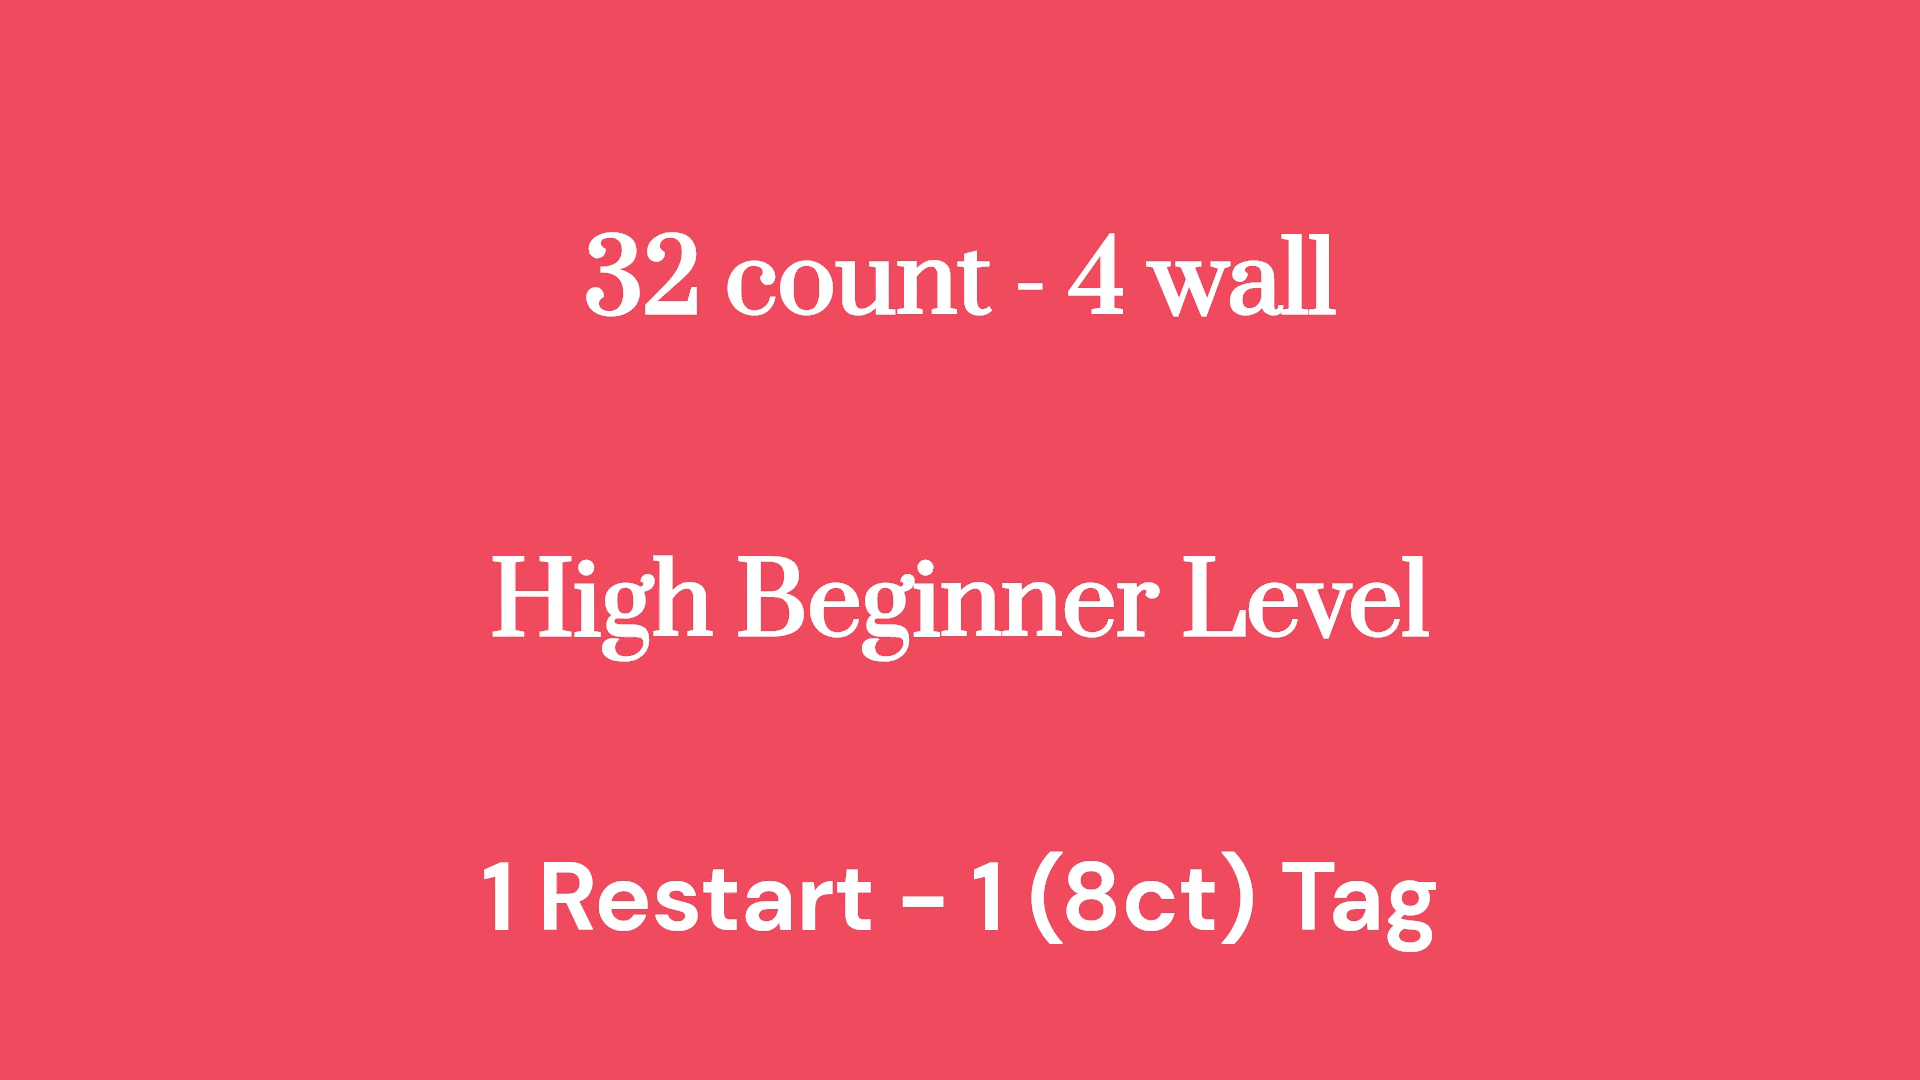 32 count - 4 wall
High Beginner Level
1 Restart – 1 (8ct) Tag